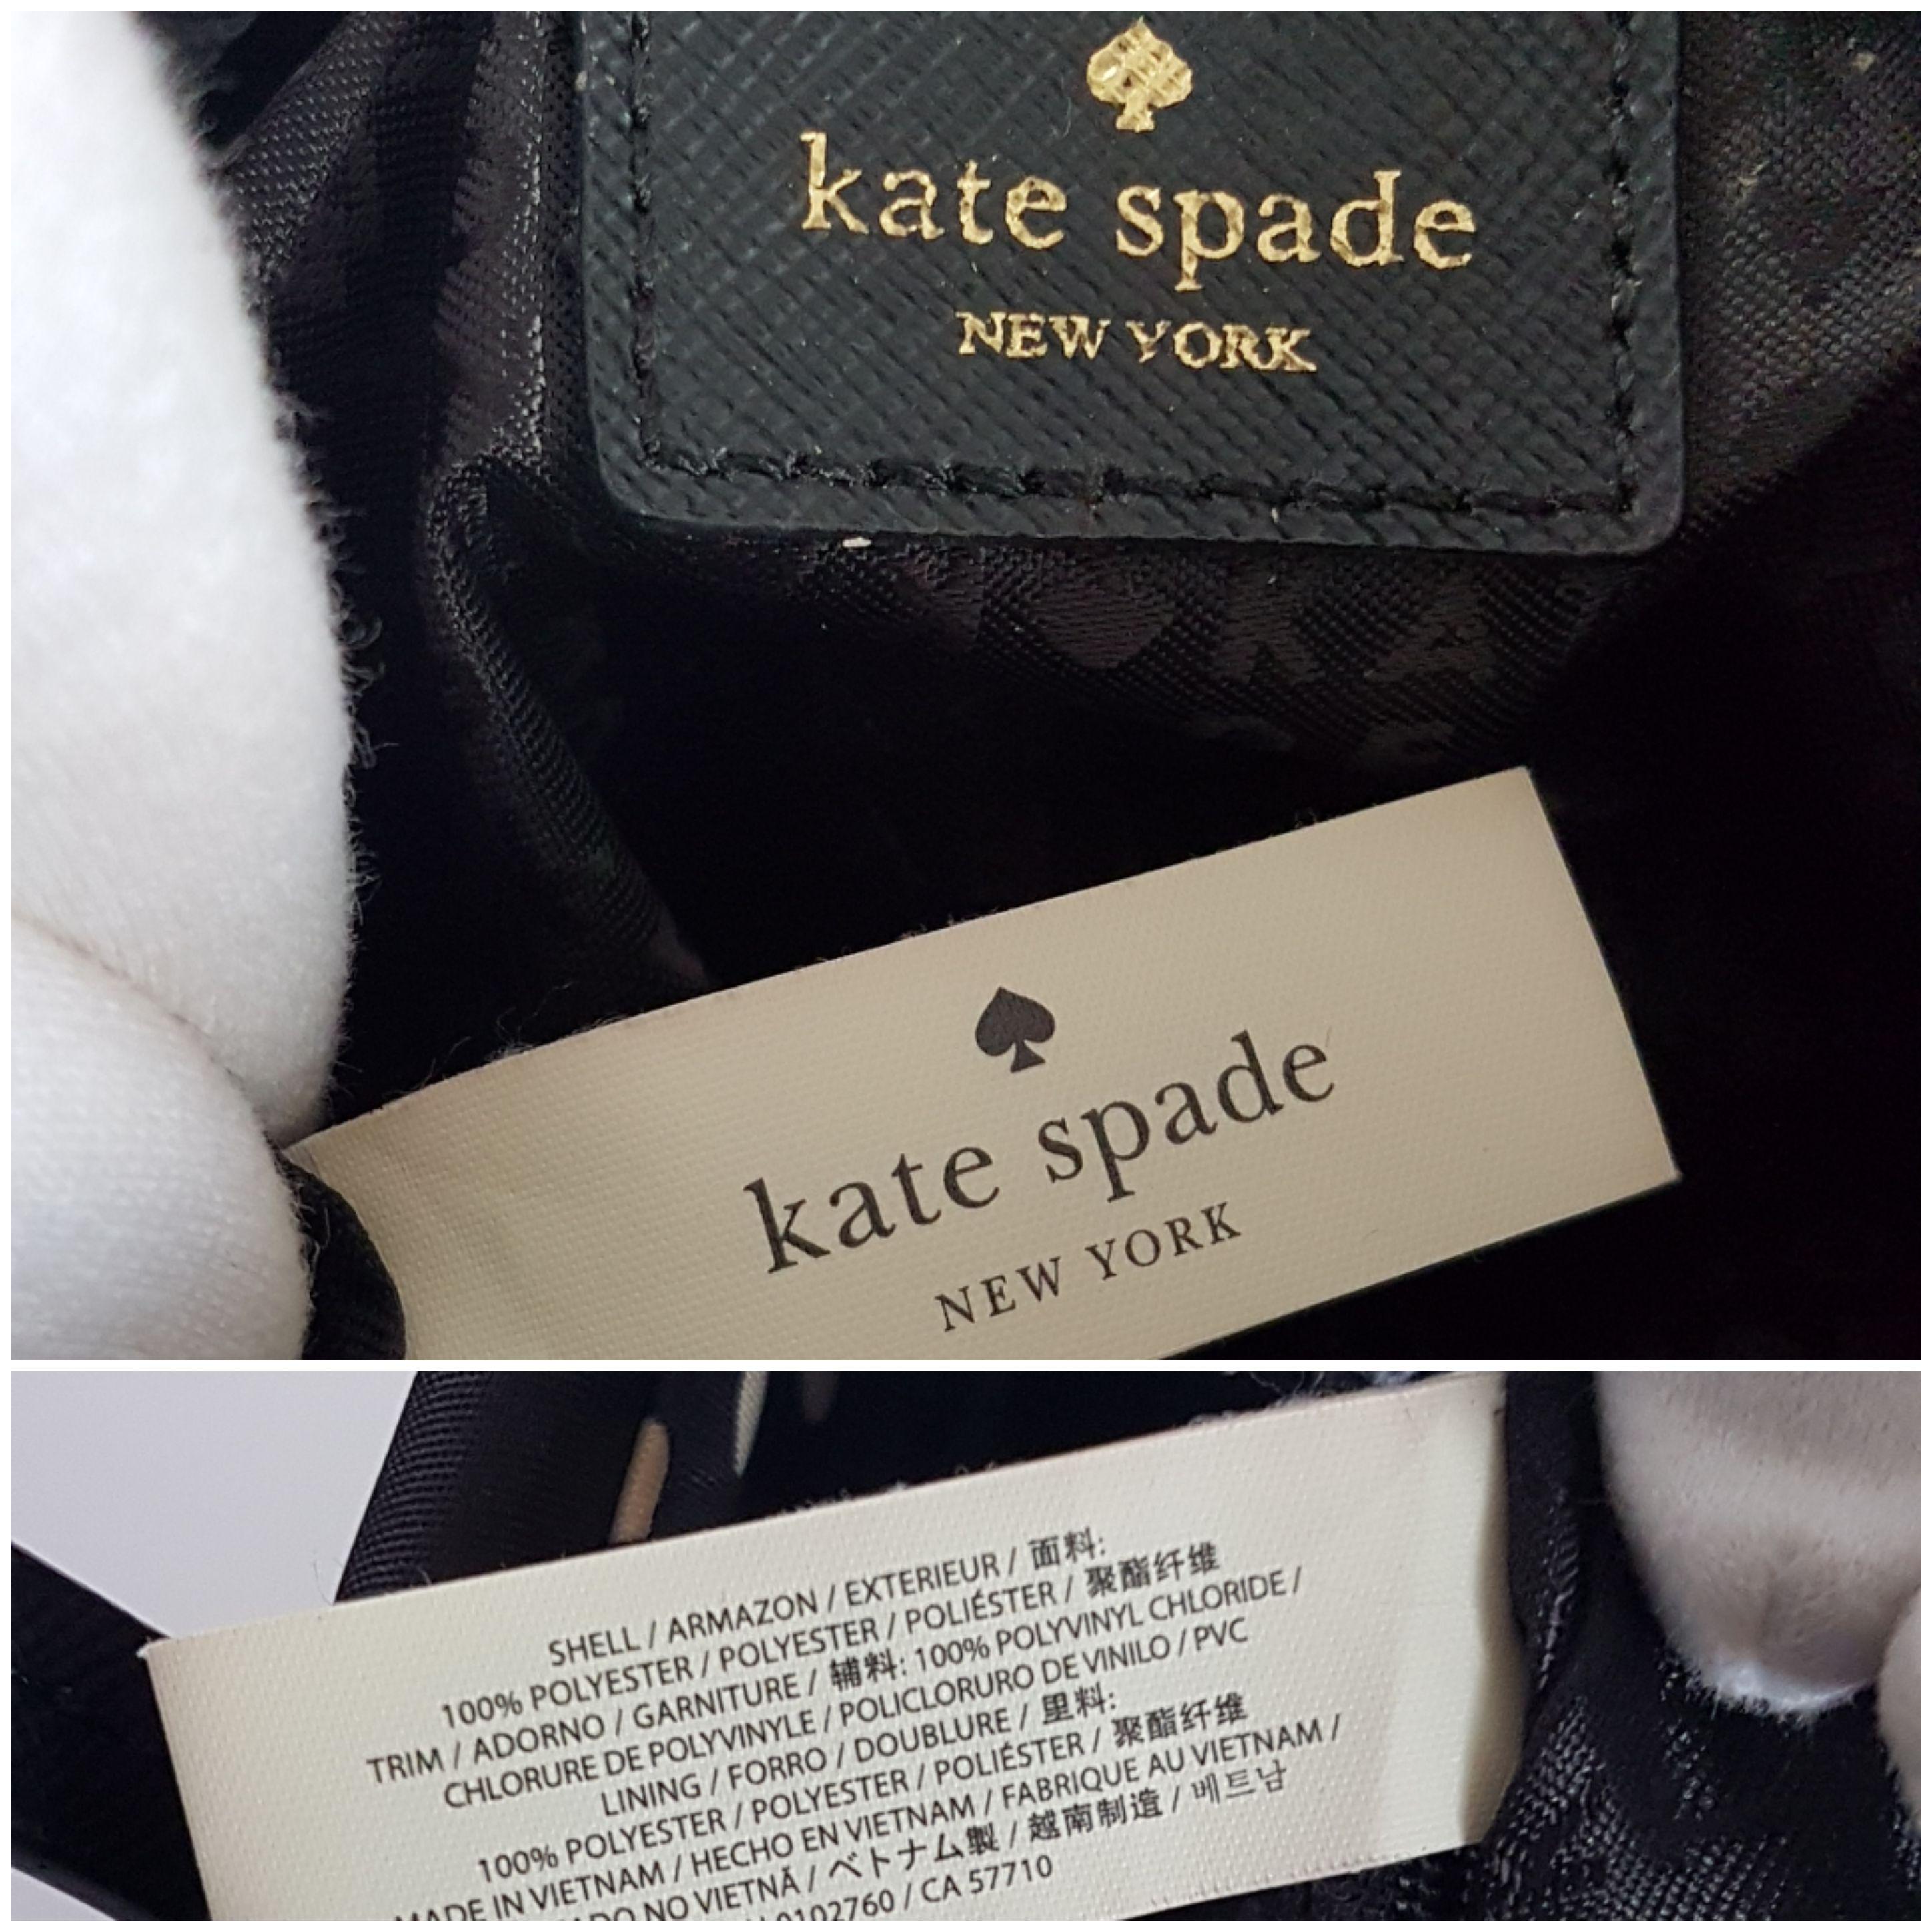 kate spade
NEW YORK
kate spade
NEW YORK
SHELL / ARMAZON / EXTERIEUR / 面料:
100% POLYESTER / POLYESTER / POLIÉSTER / 聚酯纤维
TRIM / ADORNO / GARNITURE / 辅料: 100% POLYVINYL CHLORIDE /
CHLORURE DE POLYVINYLE / POLICLORURO DE VINILO / PVC
LINING / FORRO / DOUBLURE / 里料:
100% POLYESTER / POLYESTER / POLIÉSTER / 聚酯纤维
MADE IN VIETNAM / HECHO EN VIETNAM / FABRIQUE AU VIETNAM /
NO VIETNÃ / ベトナム製 / 越南制造 / 베트남
0102760 / CA 57710